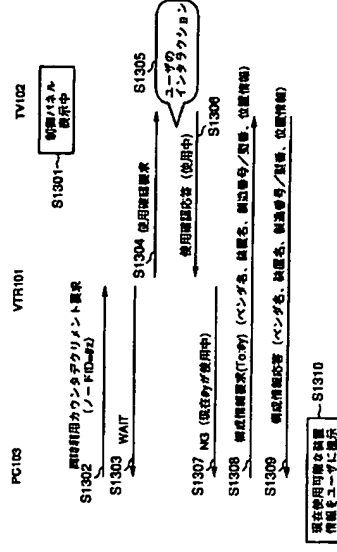 PC103
VTR101
TV102
S1301
制御パネル
表示中
同時利用カウンタデクリメント要求
(ノードID=#z)
S1302
S1303
WAIT
S1304
使用確認要求
S1305
ユーザの
インタラクション
S1306
使用確認応答 (使用中)
S1307
NG (現在#yが使用中)
S1308
構成情報要求(To:#y) (ベンダ名、装置名、製造番号/型番、位置情報)
S1309
構成情報応答 (ベンダ名、装置名、製造番号/型番、位置情報)
S1310
現在使用可能な装置
情報をユーザに提示